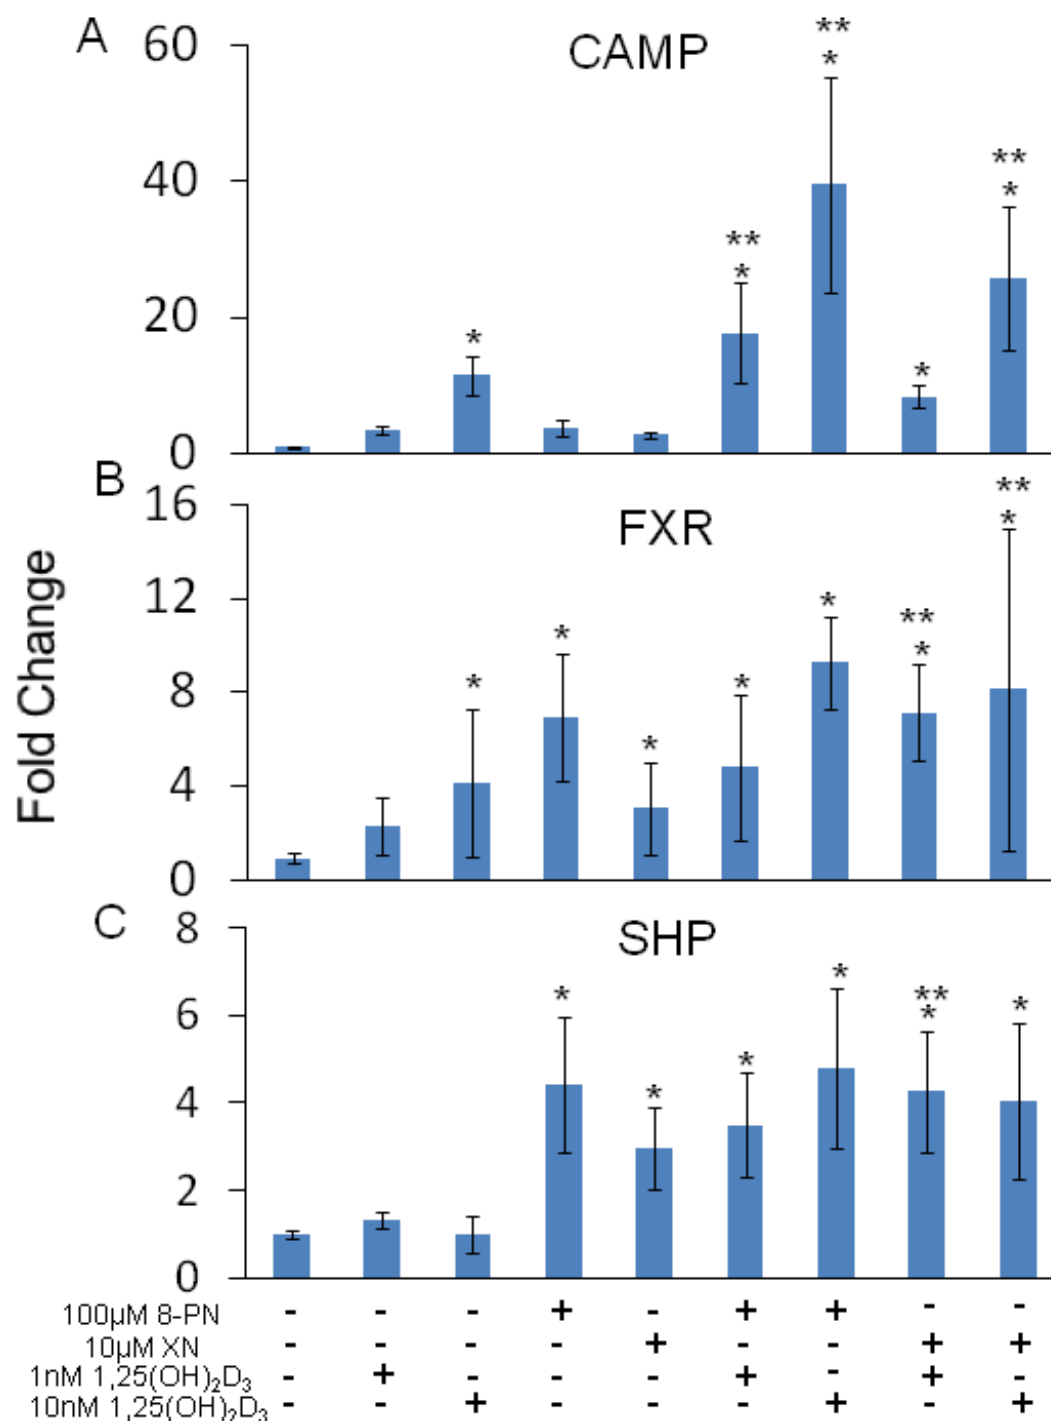 A
CAMP
60
40
20
0
** 
* * * ** * ** * * ** *
B
FXR
16
12
8
4
0
* * * * * ** * ** *
Fold Change
C
SHP
8
6
4
2
0
* * * * ** * *
100µM 8-PN - - - + - + + - -
10µM XN - - - - + - - + +
1nM 1,25(OH)₂D₃ - + - - - + - + -
10nM 1,25(OH)₂D₃ - - + - - - + - +